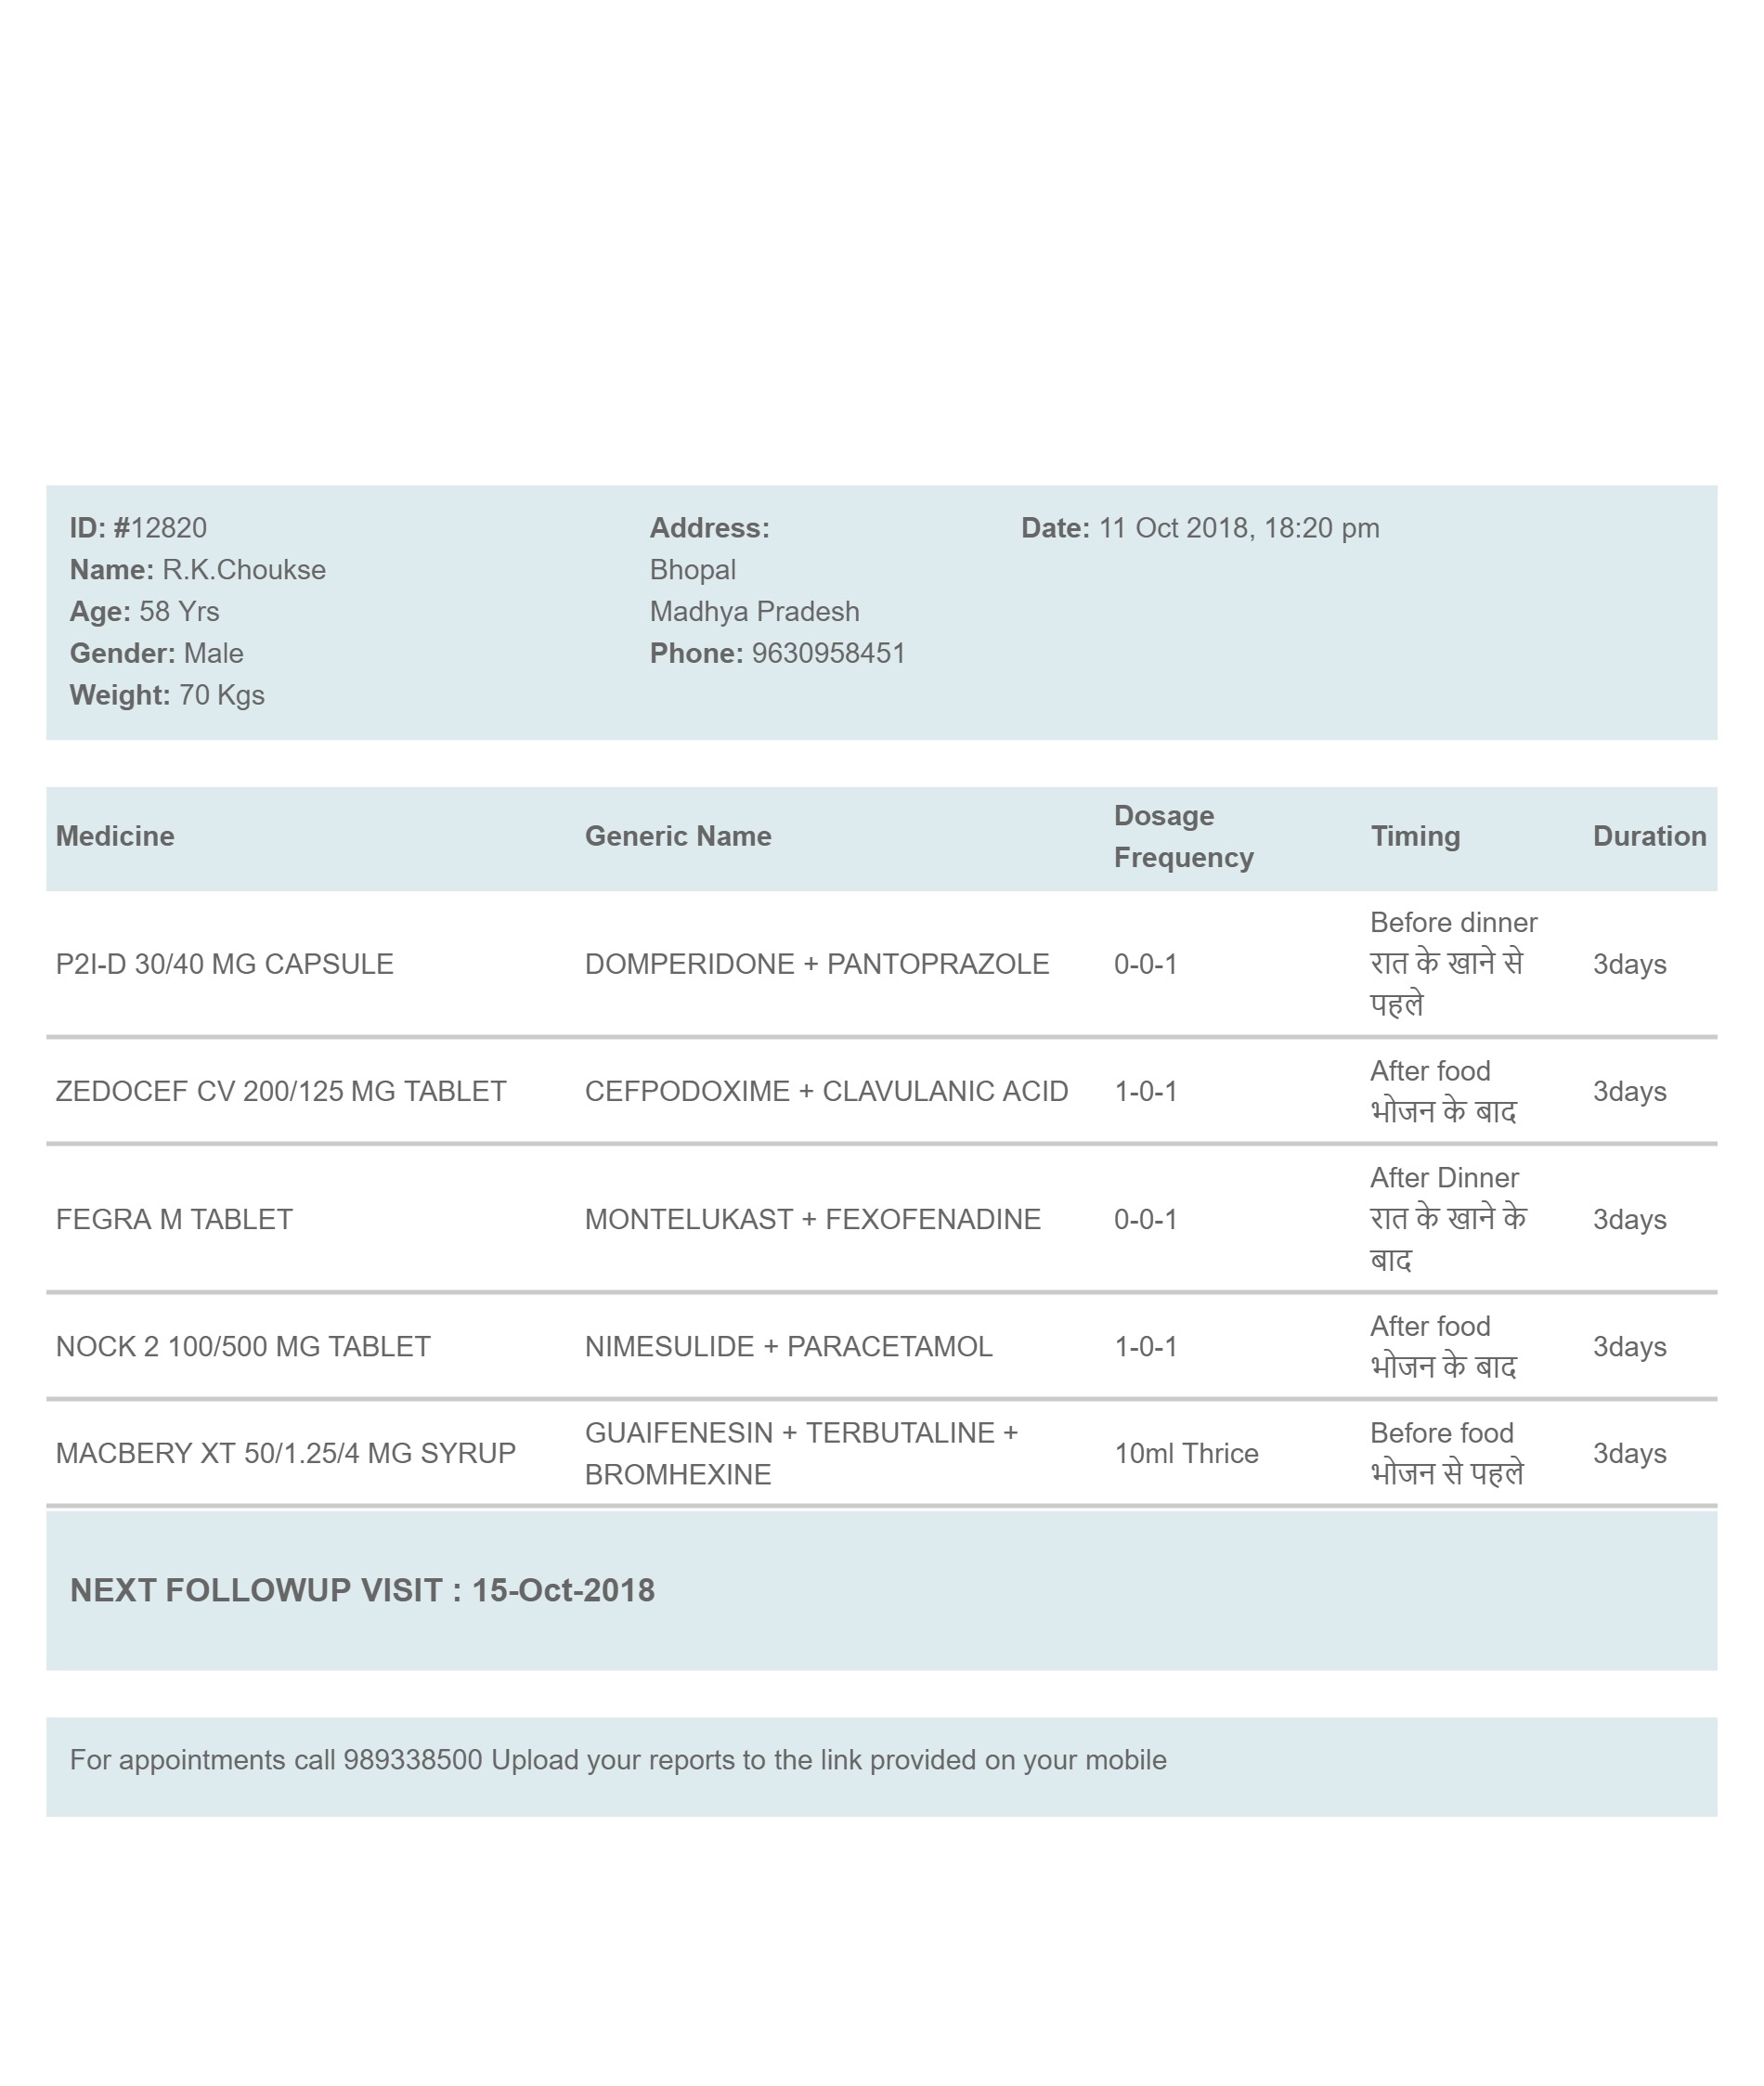 ID: #12820
Name: R.K.Choukse
Age: 58 Yrs
Gender: Male
Weight: 70 Kgs
Address:
Bhopal
Madhya Pradesh
Phone: 9630958451
Date: 11 Oct 2018, 18:20 pm
Medicine Generic Name Dosage Frequency Timing Duration
P2I-D 30/40 MG CAPSULE DOMPERIDONE + PANTOPRAZOLE 0-0-1 Before dinner 3days
रात के खाने से
पहले
ZEDOCEF CV 200/125 MG TABLET CEFPODOXIME + CLAVULANIC ACID 1-0-1 After food 3days
भोजन के बाद
FEGRA M TABLET MONTELUKAST + FEXOFENADINE 0-0-1 After Dinner 3days
रात के खाने के
बाद
NOCK 2 100/500 MG TABLET NIMESULIDE + PARACETAMOL 1-0-1 After food 3days
भोजन के बाद
MACBERY XT 50/1.25/4 MG SYRUP GUAIFENESIN + TERBUTALINE + BROMHEXINE 10ml Thrice Before food 3days
भोजन से पहले
NEXT FOLLOWUP VISIT : 15-Oct-2018
For appointments call 989338500 Upload your reports to the link provided on your mobile